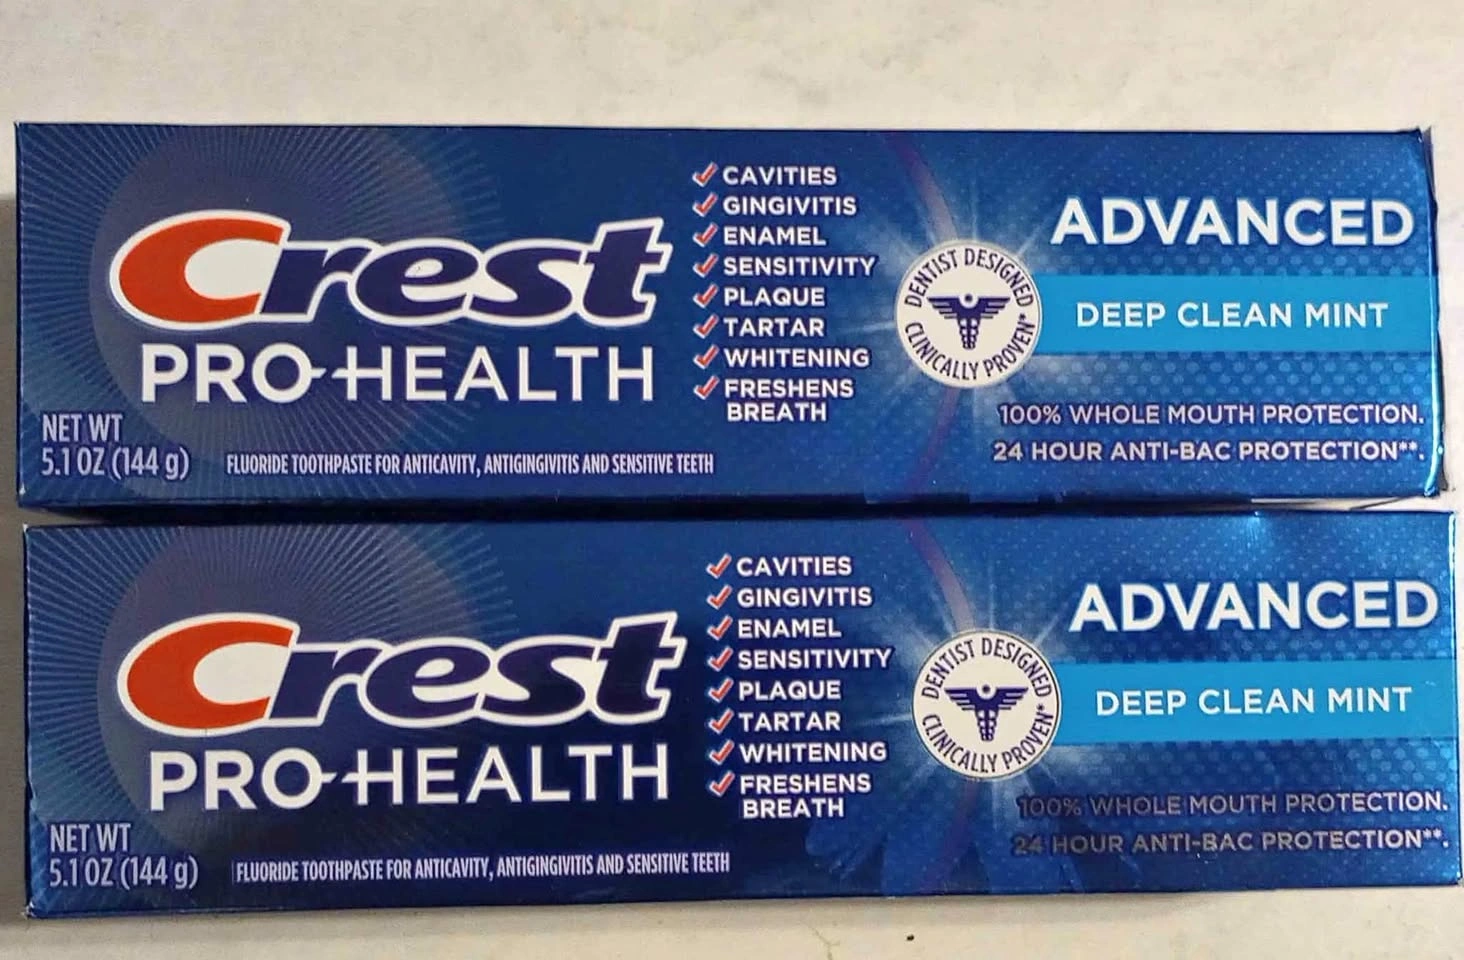 Crest
PRO-HEALTH
NET WT
5.1 OZ (144 g)
FLUORIDE TOOTHPASTE FOR ANTICAVITY, ANTIGINGIVITIS AND SENSITIVE TEETH
CAVITIES
GINGIVITIS
ENAMEL
SENSITIVITY
PLAQUE
TARTAR
WHITENING
FRESHENS
BREATH
DENTIST DESIGNED
CLINICALLY PROVEN*
ADVANCED
DEEP CLEAN MINT
100% WHOLE MOUTH PROTECTION.
24 HOUR ANTI-BAC PROTECTION**.
Crest
PRO-HEALTH
NET WT
5.1 OZ (144 g)
FLUORIDE TOOTHPASTE FOR ANTICAVITY, ANTIGINGIVITIS AND SENSITIVE TEETH
CAVITIES
GINGIVITIS
ENAMEL
SENSITIVITY
PLAQUE
TARTAR
WHITENING
FRESHENS
BREATH
DENTIST DESIGNED
CLINICALLY PROVEN*
ADVANCED
DEEP CLEAN MINT
100% WHOLE MOUTH PROTECTION.
24 HOUR ANTI-BAC PROTECTION**.